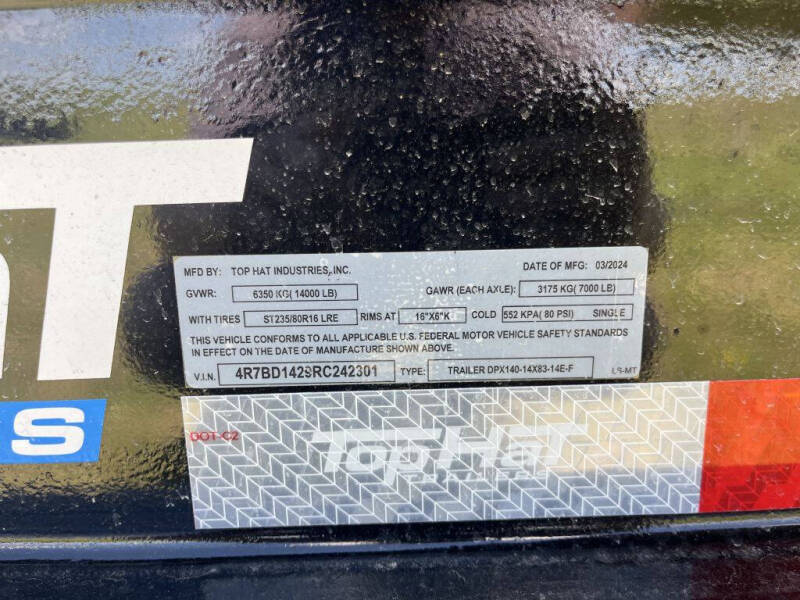 aT
S
MFD BY: TOP HAT INDUSTRIES, INC. DATE OF MFG: 03/2024
GVWR: 6350 KG( 14000 LB) GAWR (EACH AXLE): 3175 KG( 7000 LB)
WITH TIRES ST235/80R16 LRE RIMS AT 16"X6"K COLD 552 KPA( 80 PSI) SINGLE
THIS VEHICLE CONFORMS TO ALL APPLICABLE U.S. FEDERAL MOTOR VEHICLE SAFETY STANDARDS
IN EFFECT ON THE DATE OF MANUFACTURE SHOWN ABOVE.
V.I.N. 4R7BD1429RC242301 TYPE: TRAILER DPX140-14X83-14E-F
DOT-C2
Top Hat